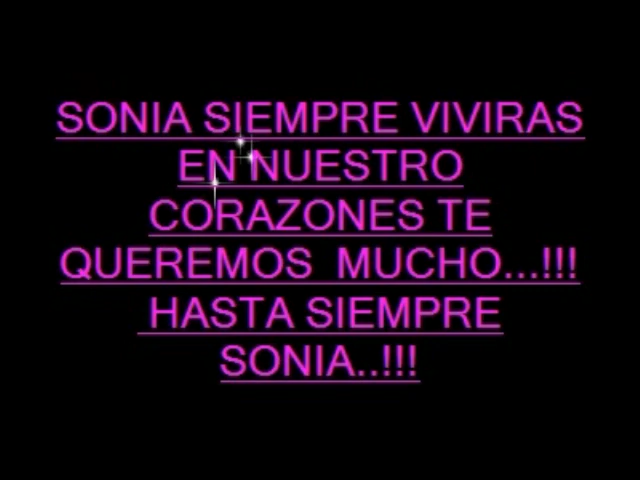 SONIA SIEMPRE VIVIRAS
EN NUESTRO
CORAZONES TE
QUEREMOS  MUCHO...!!!
HASTA SIEMPRE
SONIA..!!!